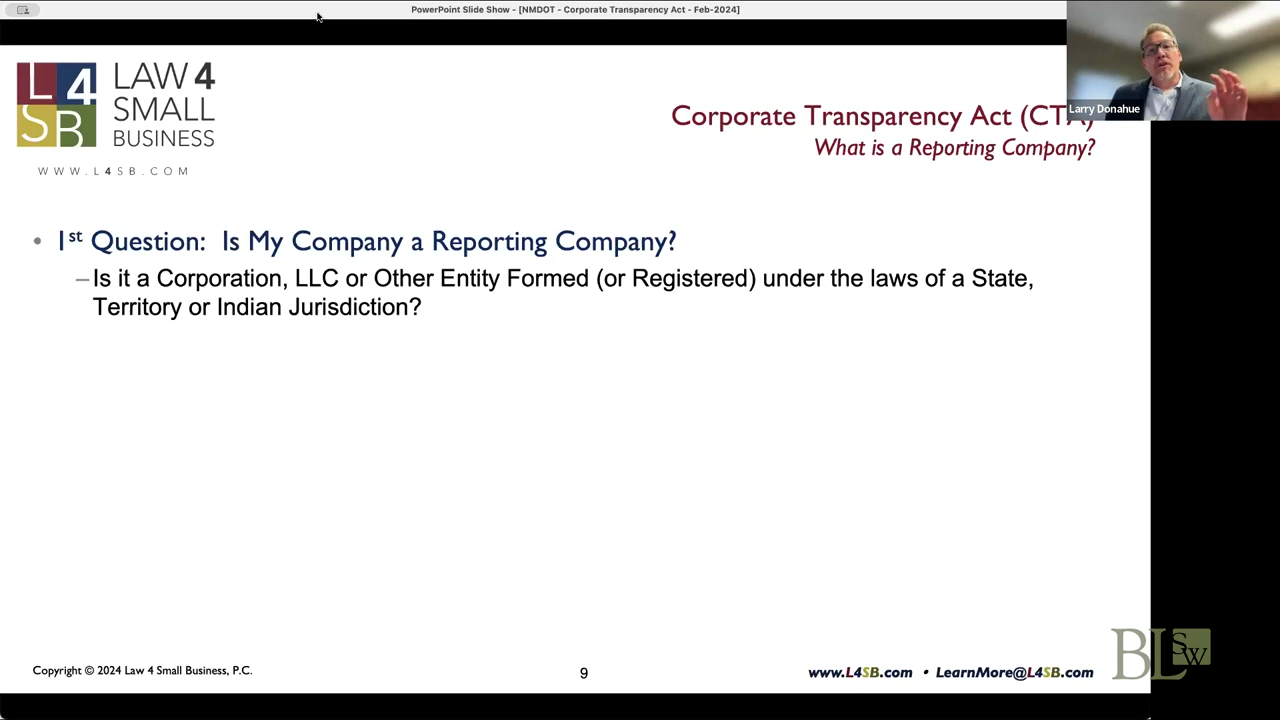 PowerPoint Slide Show - [NMDOT - Corporate Transparency Act - Feb-2024]
Larry Donahue
L4SB
LAW 4
SMALL
BUSINESS
WWW.L4SB.COM
Corporate Transparency Act (CTA)
What is a Reporting Company?
• 1st Question: Is My Company a Reporting Company?
–Is it a Corporation, LLC or Other Entity Formed (or Registered) under the laws of a State,
Territory or Indian Jurisdiction?
BLSW
Copyright © 2024 Law 4 Small Business, P.C.
9
www.L4SB.com • LearnMore@L4SB.com